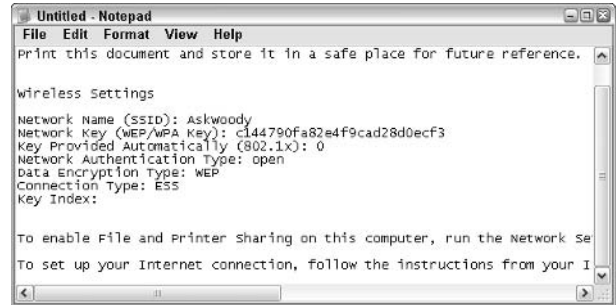 Untitled - Notepad
File Edit Format View Help
Print this document and store it in a safe place for future reference.
Wireless Settings
Network Name (SSID): Askwoody
Network Key (WEP/WPA Key): c144790fa82e4f9cad28d0ecf3
Key Provided Automatically (802.1x): 0
Network Authentication Type: open
Data Encryption Type: WEP
Connection Type: ESS
Key Index:
To enable File and Printer Sharing on this computer, run the Network Se
To set up your Internet connection, follow the instructions from your I